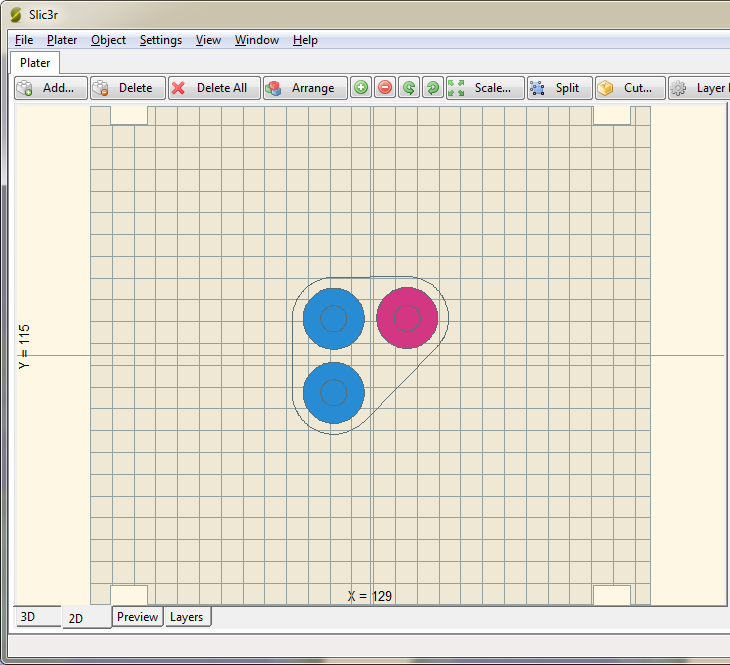 Slic3r
File Plater Object Settings View Window Help
Plater
Add... Delete Delete All Arrange Scale... Split Cut... Layer
Y = 115
X = 129
3D 2D Preview Layers